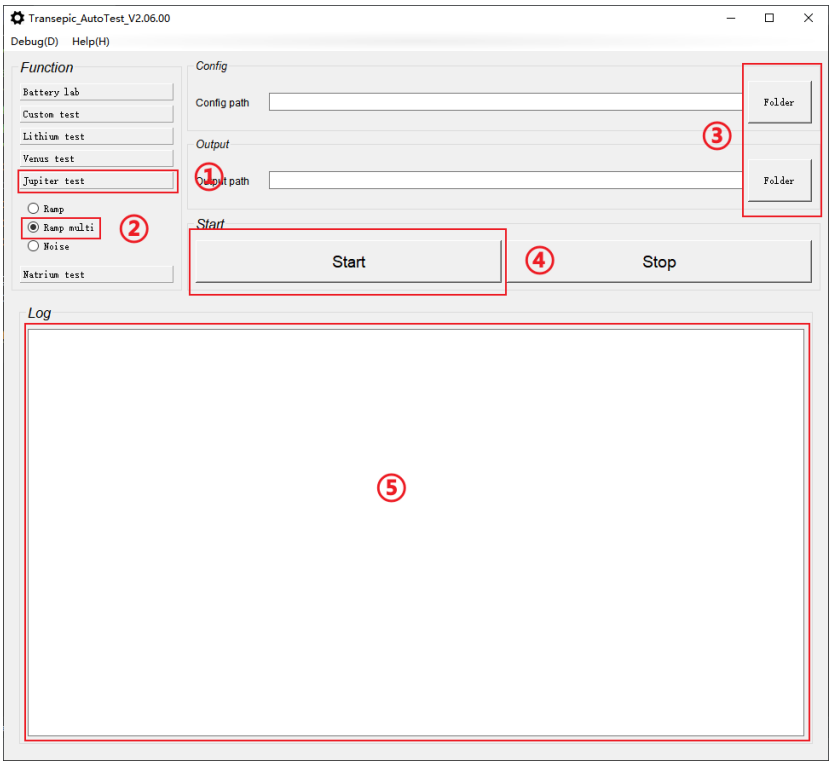 Transepic_AutoTest_V2.06.00
Debug(D) Help(H)
Function
Battery lab
Custom test
Lithium test
Venus test
Jupiter test
①
Ramp
Ramp multi
②
Noise
Natrium test
Config
Config path
Folder
③
Output
Output path
Folder
Start
Start
④
Stop
Log
⑤